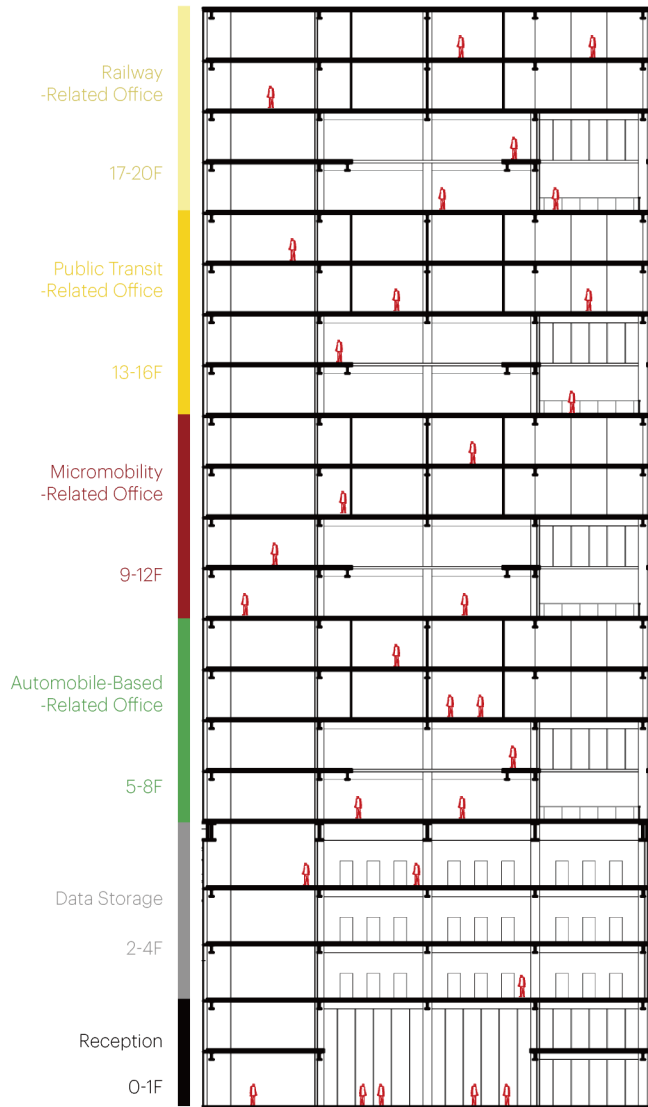 Railway
-Related Office
17-20F
Public Transit
-Related Office
13-16F
Micromobility
-Related Office
9-12F
Automobile-Based
-Related Office
5-8F
Data Storage
2-4F
Reception
0-1F